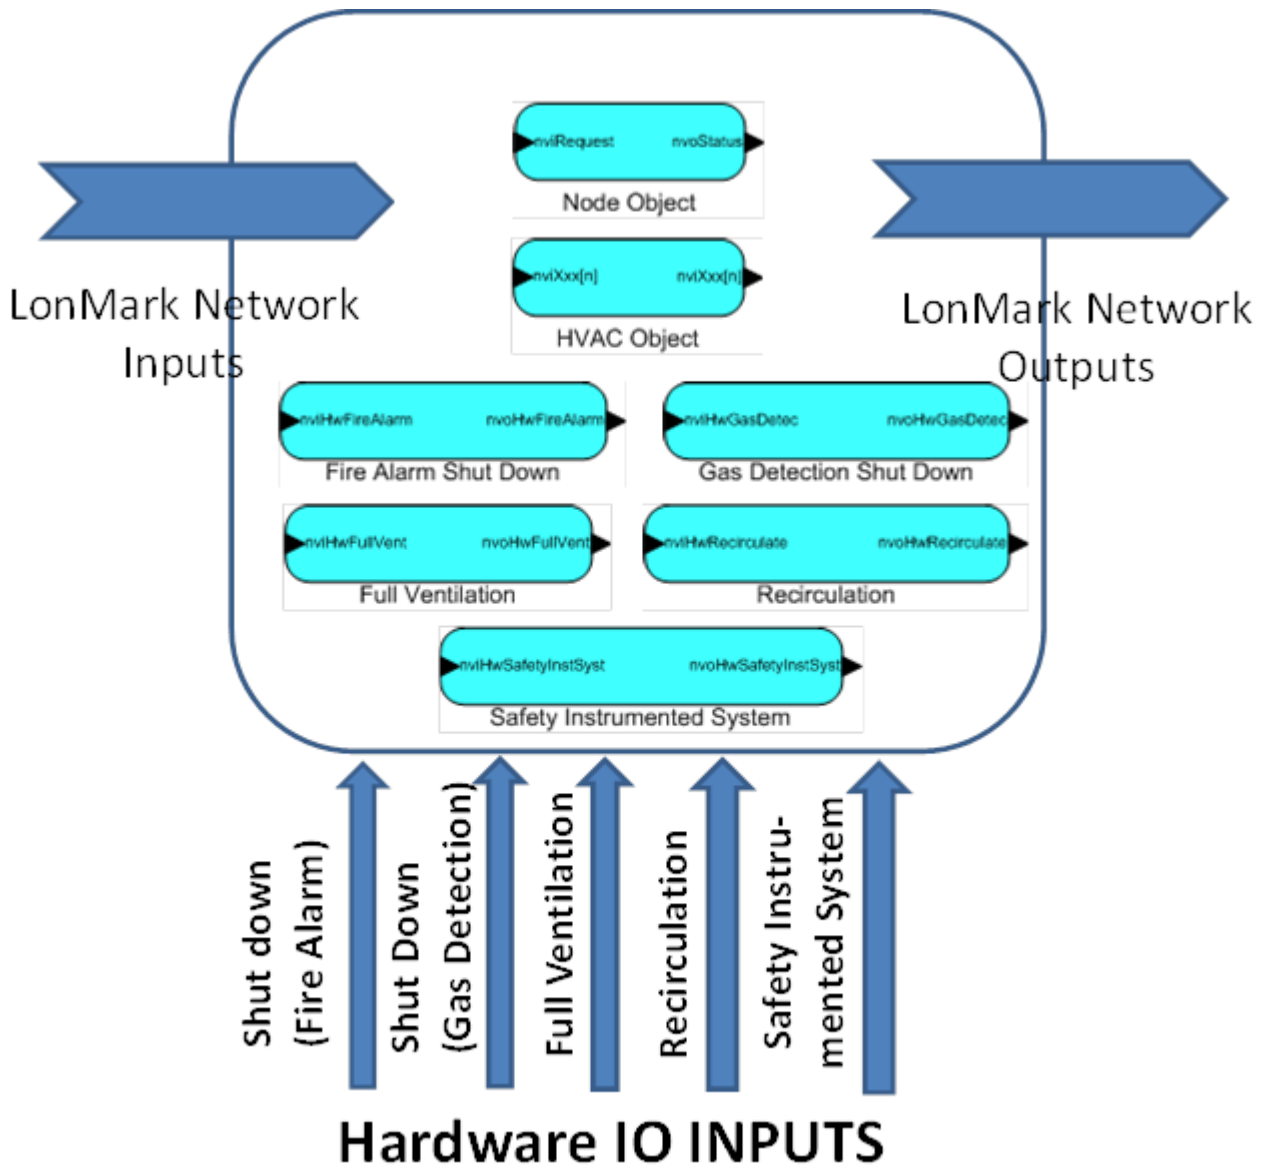 nviRequest nvoStatus
Node Object
nviXxx[n] nviXxx[n]
HVAC Object
LonMark Network
Inputs
LonMark Network
Outputs
nviHwFireAlarm nvoHwFireAlarm
Fire Alarm Shut Down
nviHwGasDetec nvoHwGasDetec
Gas Detection Shut Down
nviHwFullVent nvoHwFullVent
Full Ventilation
nviHwRecirculate nvoHwRecirculate
Recirculation
nviHwSafetyInstSyst nvoHwSafetyInstSyst
Safety Instrumented System
Shut down
(Fire Alarm)
Shut Down
(Gas Detection)
Full Ventilation
Recirculation
Safety Instru-
mented System
Hardware IO INPUTS